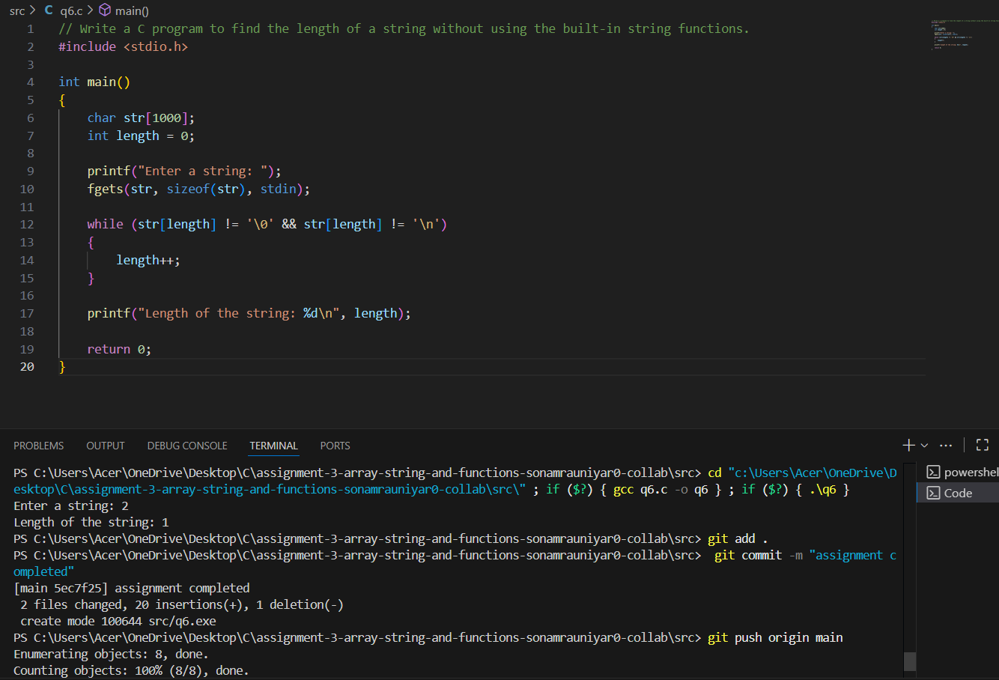 src > C q6.c > main()
1 // Write a C program to find the length of a string without using the built-in string functions.
2 #include <stdio.h>
3
4 int main()
5 {
6     char str[1000];
7     int length = 0;
8
9     printf("Enter a string: ");
10     fgets(str, sizeof(str), stdin);
11
12     while (str[length] != '\0' && str[length] != '\n')
13     {
14         length++;
15     }
16
17     printf("Length of the string: %d\n", length);
18
19     return 0;
20 }
PROBLEMS OUTPUT DEBUG CONSOLE TERMINAL PORTS
PS C:\Users\Acer\OneDrive\Desktop\C\assignment-3-array-string-and-functions-sonamrauniyar0-collab\src> cd "c:\Users\Acer\OneDrive\D
esktop\C\assignment-3-array-string-and-functions-sonamrauniyar0-collab\src\" ; if ($?) { gcc q6.c -o q6 } ; if ($?) { .\q6 }
Enter a string: 2
Length of the string: 1
PS C:\Users\Acer\OneDrive\Desktop\C\assignment-3-array-string-and-functions-sonamrauniyar0-collab\src> git add .
PS C:\Users\Acer\OneDrive\Desktop\C\assignment-3-array-string-and-functions-sonamrauniyar0-collab\src>  git commit -m "assignment c
ompleted"
[main 5ec7f25] assignment completed
 2 files changed, 20 insertions(+), 1 deletion(-)
 create mode 100644 src/q6.exe
PS C:\Users\Acer\OneDrive\Desktop\C\assignment-3-array-string-and-functions-sonamrauniyar0-collab\src> git push origin main
Enumerating objects: 8, done.
Counting objects: 100% (8/8), done.
powershel
Code